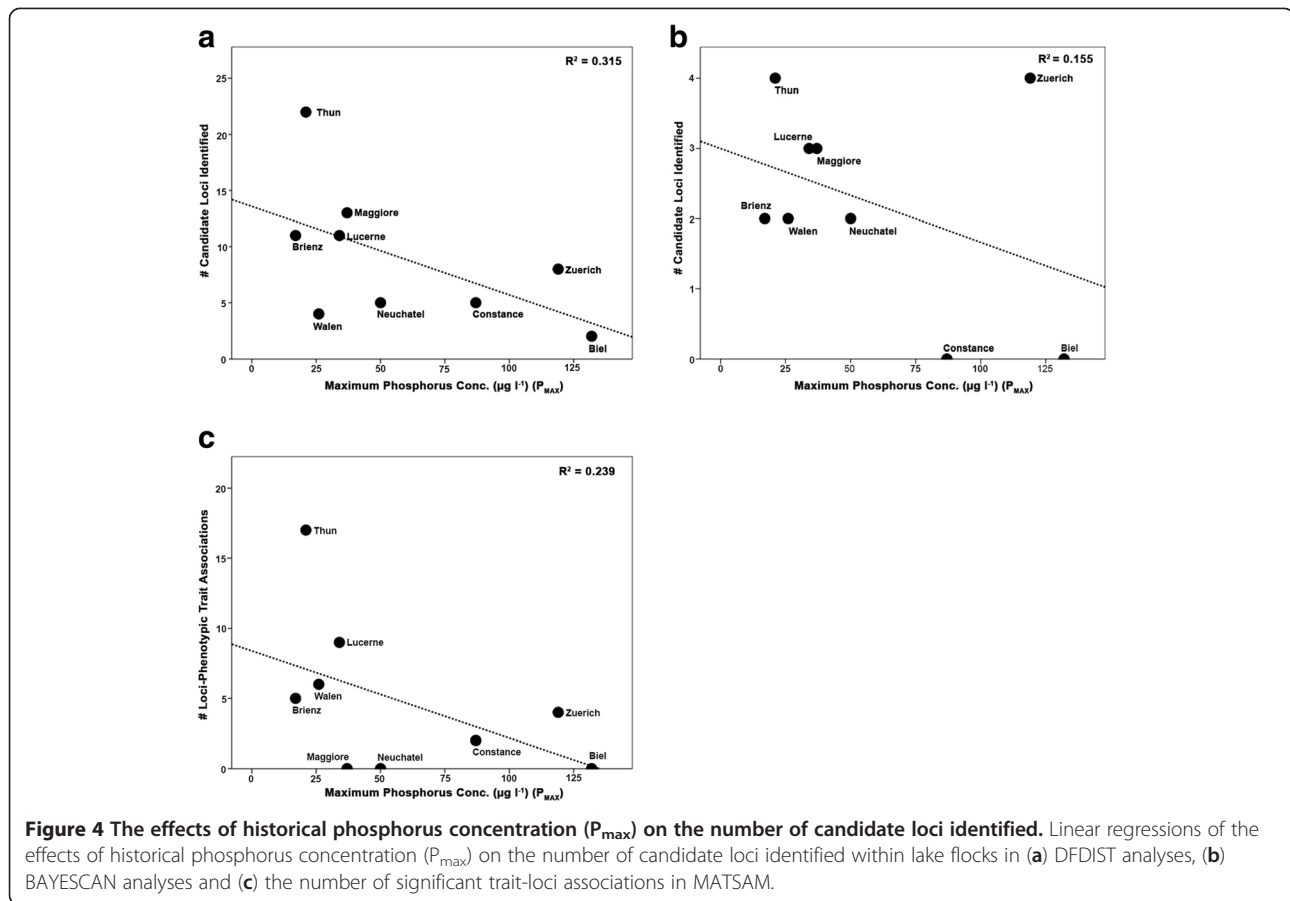 a
R² = 0.315
# Candidate Loci Identified
25
20
15
10
5
0
Thun
Maggiore
Brienz
Lucerne
Zuerich
Walen
Neuchatel
Constance
Biel
0 25 50 75 100 125
Maximum Phosphorus Conc. (µg l⁻¹) (P_MAX)
b
R² = 0.155
# Candidate Loci Identified
4
3
2
1
0
Thun
Zuerich
Lucerne
Maggiore
Brienz
Walen
Neuchatel
Constance
Biel
0 25 50 75 100 125
Maximum Phosphorus Conc. (µg l⁻¹) (P_MAX)
c
R² = 0.239
# Loci-Phenotypic Trait Associations
20
15
10
5
0
Thun
Lucerne
Walen
Brienz
Zuerich
Maggiore
Neuchatel
Constance
Biel
0 25 50 75 100 125
Maximum Phosphorus Conc. (µg l⁻¹) (P_MAX)
Figure 4 The effects of historical phosphorus concentration (P_max) on the number of candidate loci identified. Linear regressions of the
effects of historical phosphorus concentration (P_max) on the number of candidate loci identified within lake flocks in (a) DFDIST analyses, (b)
BAYESCAN analyses and (c) the number of significant trait-loci associations in MATSAM.